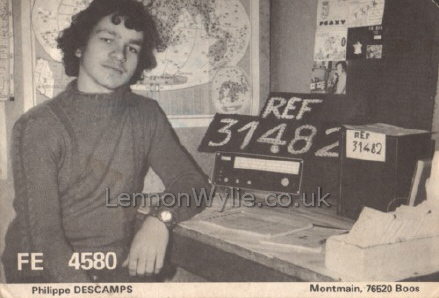 REF
31482
REF
31482
LennonWylie.co.uk
FE 4580
Philippe DESCAMPS
Montmain, 76520 Boos